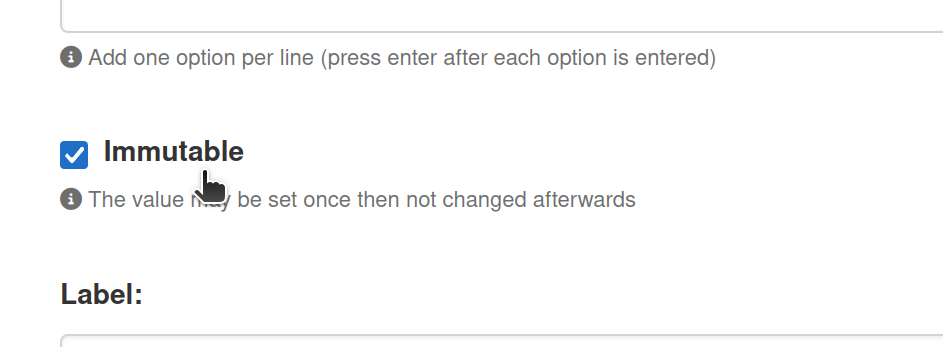 Add one option per line (press enter after each option is entered)
Immutable
The value may be set once then not changed afterwards
Label: